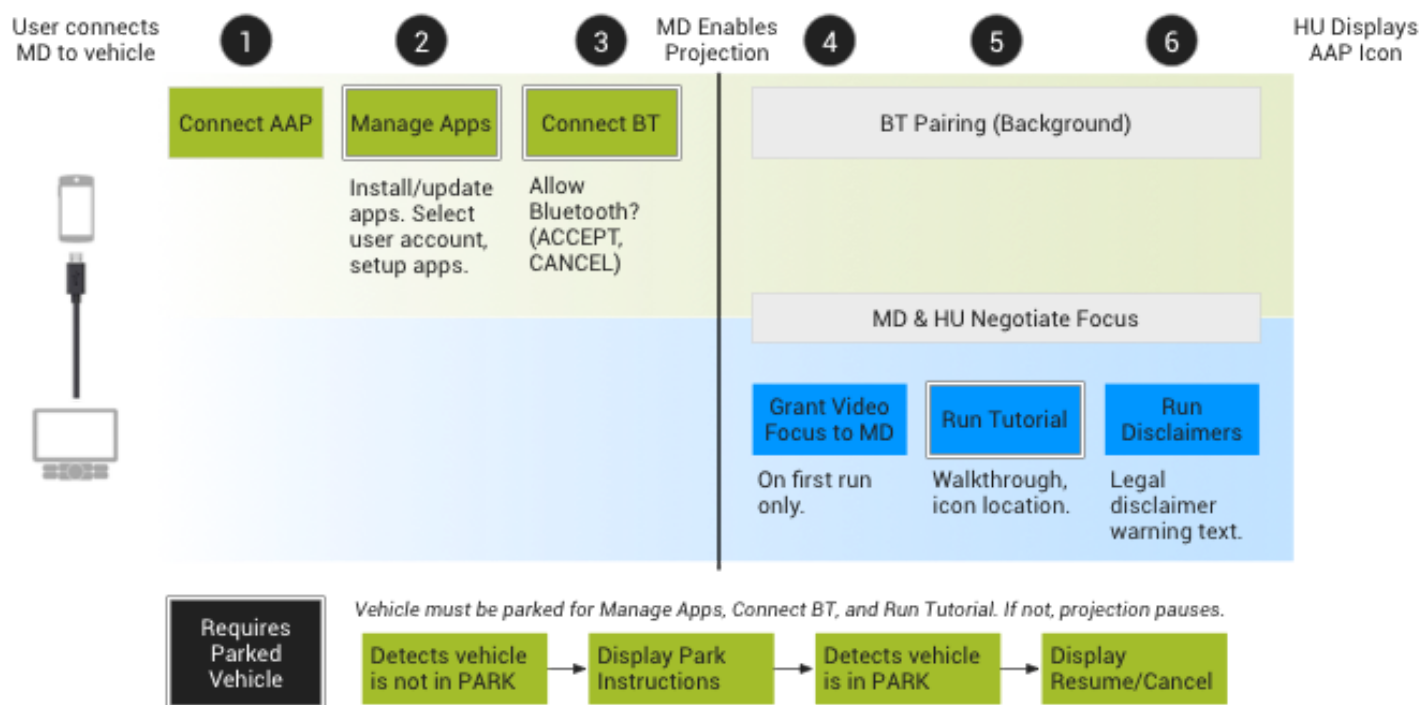 User connects
MD to vehicle
1
2
3
MD Enables
Projection
4
5
6
HU Displays
AAP Icon
Connect AAP
Manage Apps
Connect BT
BT Pairing (Background)
Install/update
apps. Select
user account,
setup apps.
Allow
Bluetooth?
(ACCEPT,
CANCEL)
MD & HU Negotiate Focus
Grant Video
Focus to MD
Run Tutorial
Run
Disclaimers
On first run
only.
Walkthrough,
icon location.
Legal
disclaimer
warning text.
Requires
Parked
Vehicle
Vehicle must be parked for Manage Apps, Connect BT, and Run Tutorial. If not, projection pauses.
Detects vehicle
is not in PARK
Display Park
Instructions
Detects vehicle
is in PARK
Display
Resume/Cancel